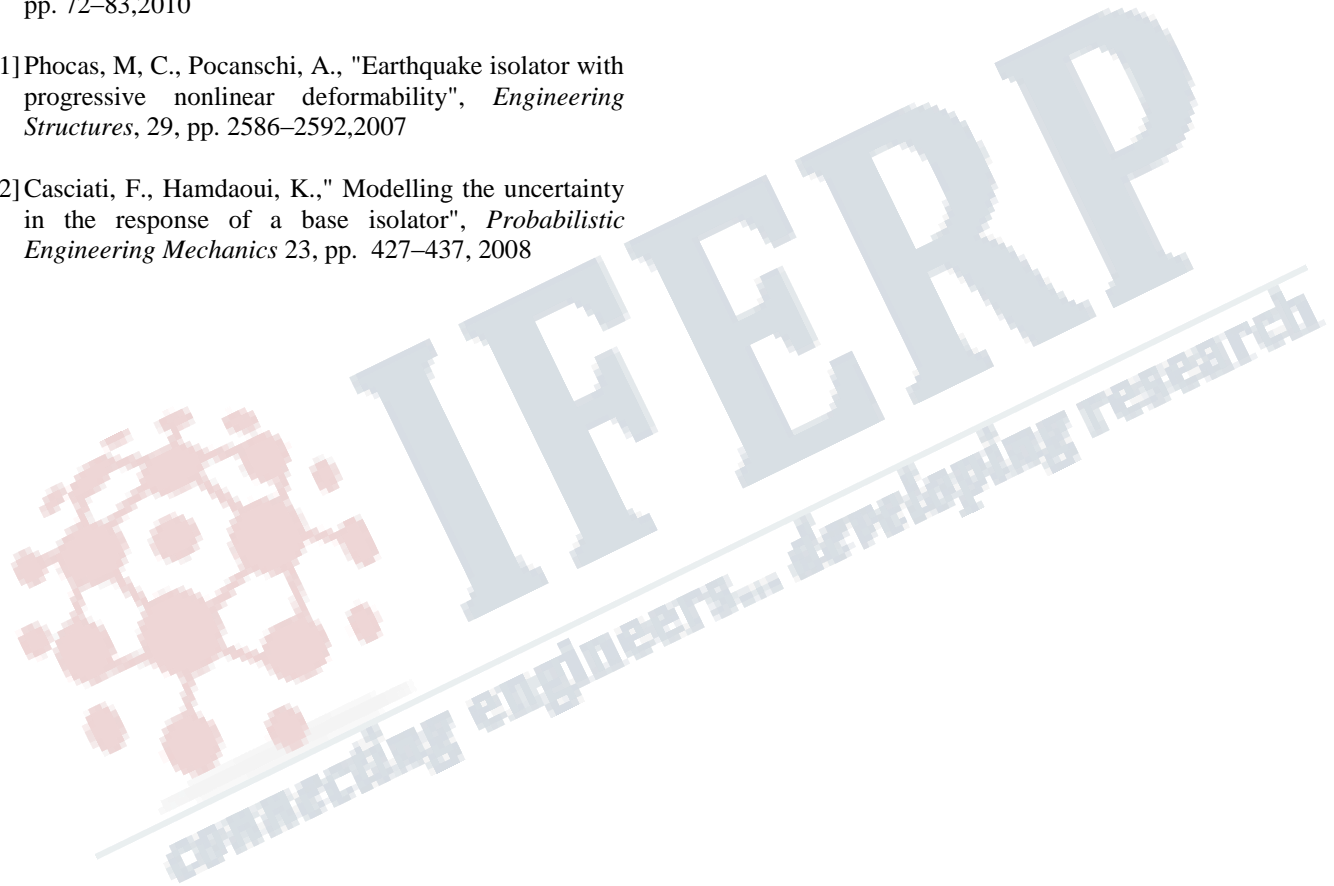 pp. 72–83,2010
1]Phocas, M, C., Pocanschi, A., "Earthquake isolator with
progressive nonlinear deformability", Engineering
Structures, 29, pp. 2586–2592,2007
2]Casciati, F., Hamdaoui, K.," Modelling the uncertainty
in the response of a base isolator", Probabilistic
Engineering Mechanics 23, pp. 427–437, 2008
IFERP
connecting engineers... developing research